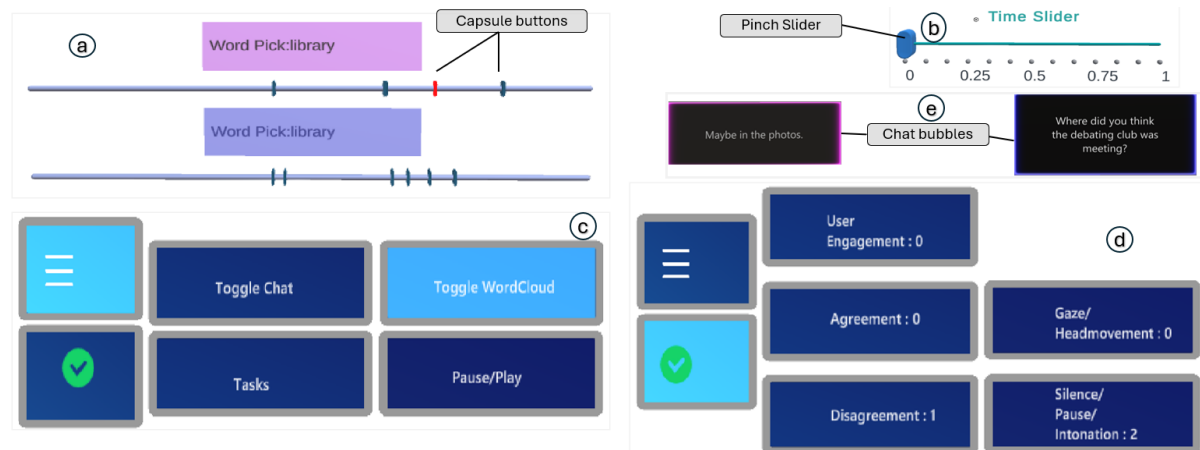 a
Word Pick:library
Capsule buttons
Word Pick:library
Pinch Slider
b
Time Slider
0 0.25 0.5 0.75 1
e
Maybe in the photos.
Chat bubbles
Where did you think
the debating club was
meeting?
c
Toggle Chat
Toggle WordCloud
Tasks
Pause/Play
d
User
Engagement : 0
Agreement : 0
Gaze/
Headmovement : 0
Disagreement : 1
Silence/
Pause/
Intonation : 2